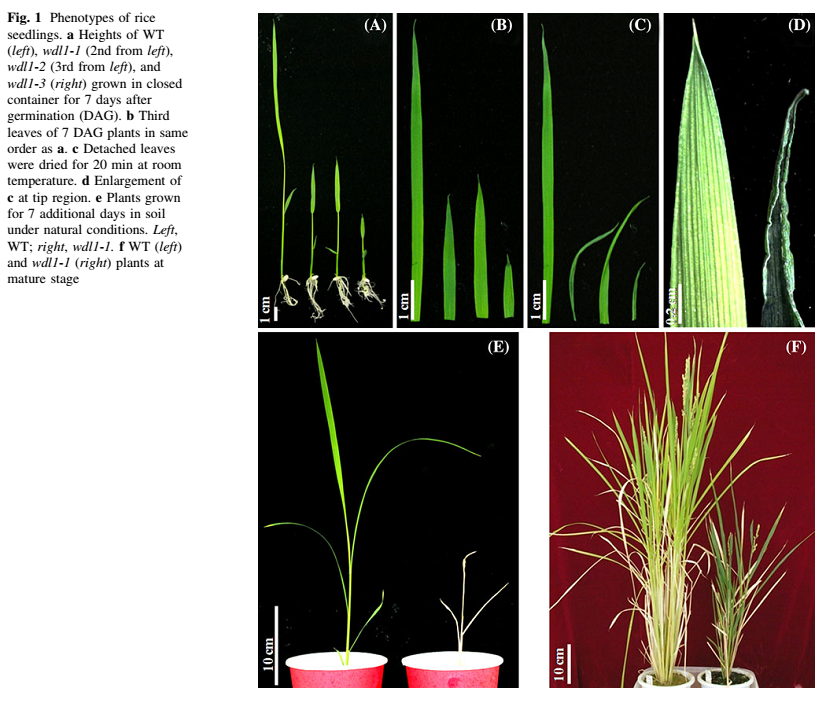 Fig. 1 Phenotypes of rice
seedlings. a Heights of WT
(left), wdl1-1 (2nd from left),
wdl1-2 (3rd from left), and
wdl1-3 (right) grown in closed
container for 7 days after
germination (DAG). b Third
leaves of 7 DAG plants in same
order as a. c Detached leaves
were dried for 20 min at room
temperature. d Enlargement of
c at tip region. e Plants grown
for 7 additional days in soil
under natural conditions. Left,
WT; right, wdl1-1. f WT (left)
and wdl1-1 (right) plants at
mature stage
(A)
1 cm
(B)
1 cm
(C)
1 cm
(D)
0.2 cm
(E)
10 cm
(F)
10 cm